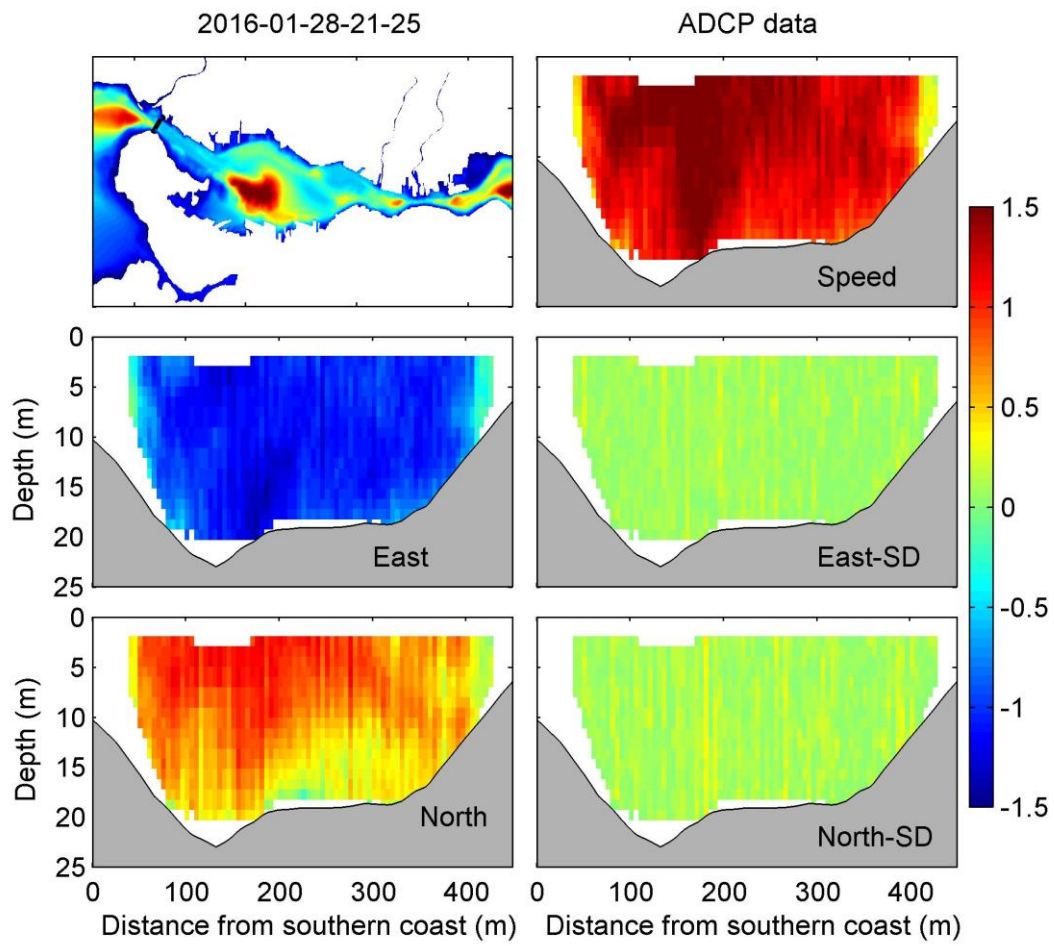 2016-01-28-21-25
ADCP data
Speed
1.5
1
0.5
0
-0.5
-1
-1.5
0
5
10
15
20
25
Depth (m)
East
East-SD
0
5
10
15
20
25
Depth (m)
North
North-SD
0 100 200 300 400
0 100 200 300 400
Distance from southern coast (m)
Distance from southern coast (m)